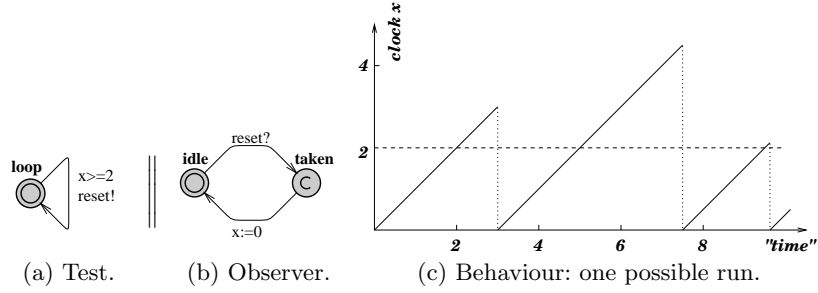 loop
x>=2
reset!
idle
reset?
taken
C
x:=0
clock x
4
2
2
4
6
8
"time"
(a) Test.
(b) Observer.
(c) Behaviour: one possible run.